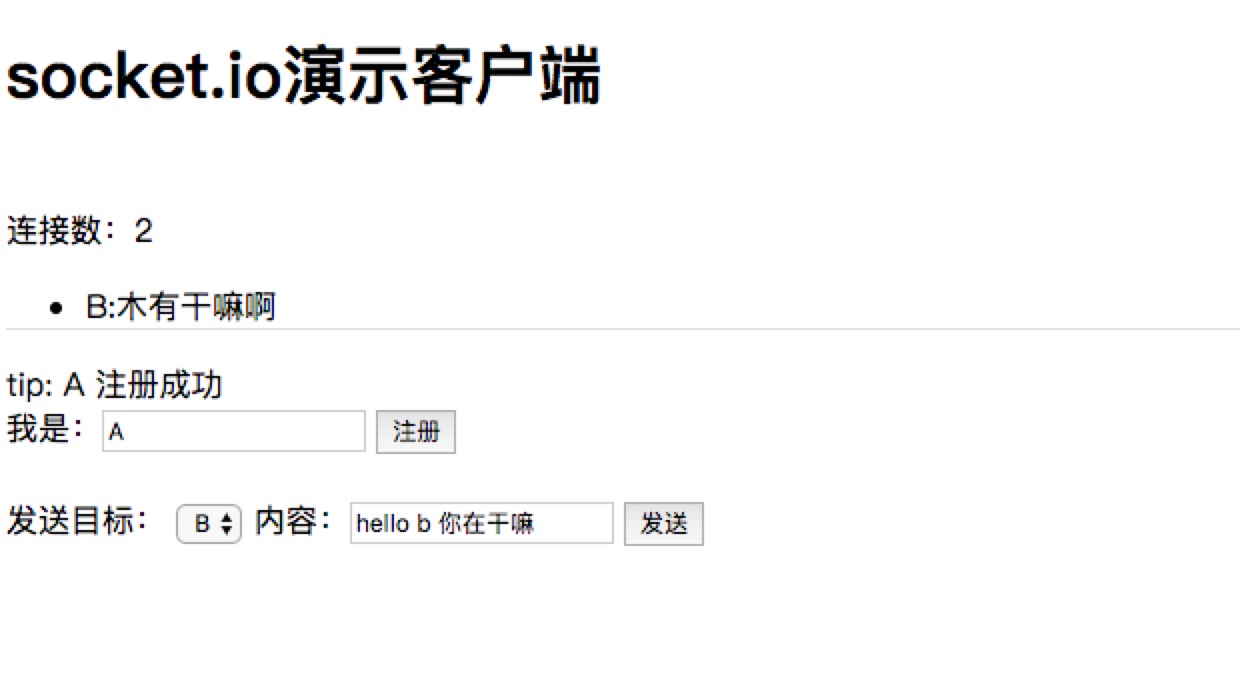 socket.io演示客户端
连接数：2
B:木有干嘛啊
tip: A 注册成功
我是： A 注册
发送目标： B 内容： hello b 你在干嘛 发送